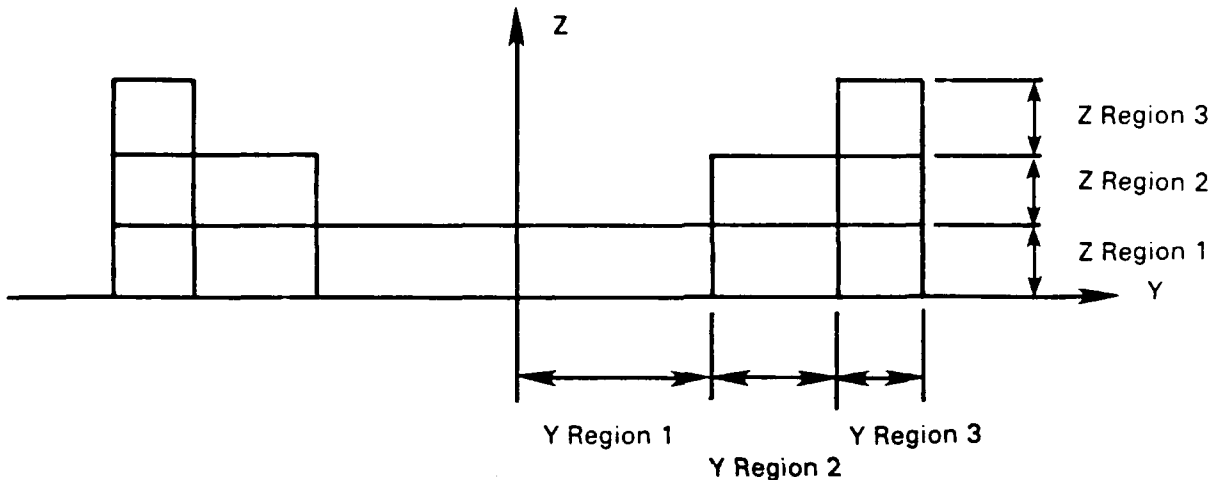 Z
Z Region 3
Z Region 2
Z Region 1
Y
Y Region 1
Y Region 3
Y Region 2